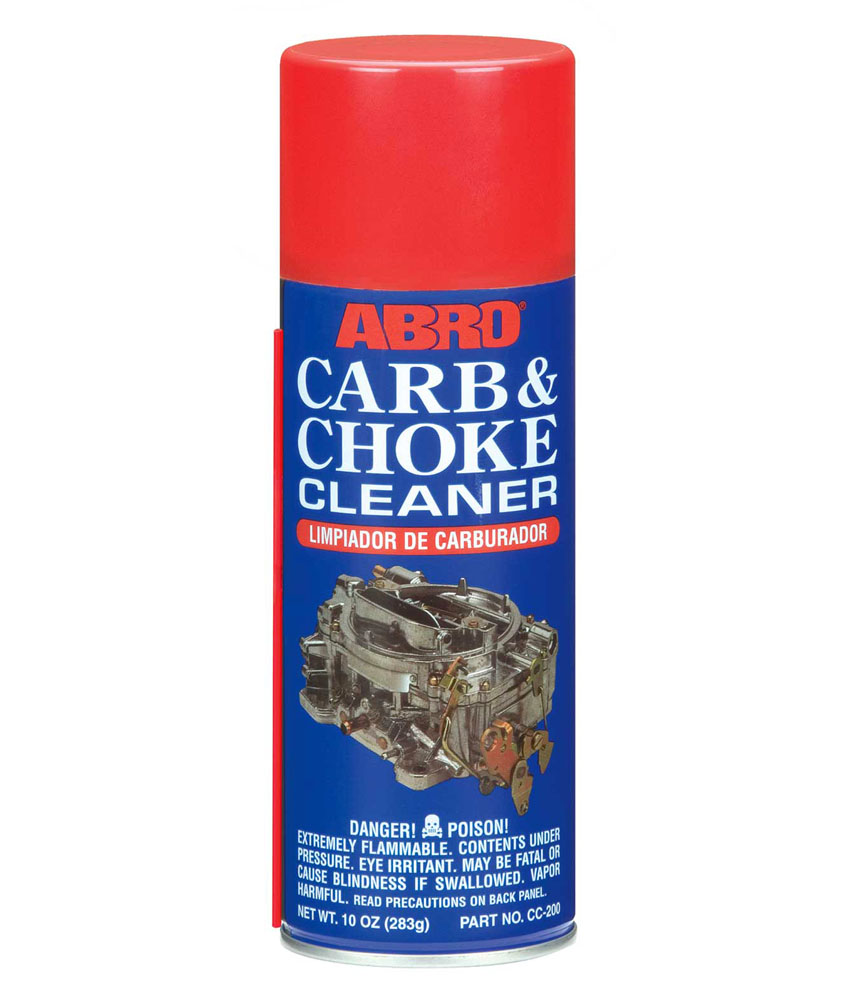 ABRO®
CARB &
CHOKE
CLEANER
LIMPIADOR DE CARBURADOR
DANGER! POISON!
EXTREMELY FLAMMABLE. CONTENTS UNDER
PRESSURE. EYE IRRITANT. MAY BE FATAL OR
CAUSE BLINDNESS IF SWALLOWED. VAPOR
HARMFUL. READ PRECAUTIONS ON BACK PANEL.
NET WT. 10 OZ (283g) PART NO. CC-200